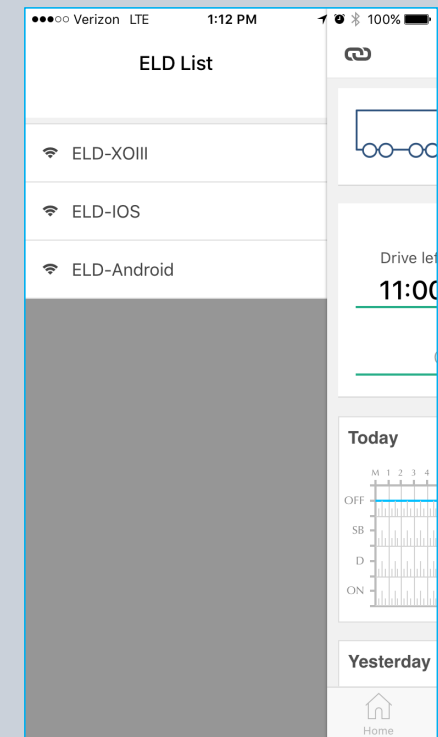 Verizon LTE 1:12 PM 100%
ELD List
ELD-XOIII
ELD-IOS
ELD-Android
Drive lef
11:00
Today
M 1 2 3 4
OFF
SB
D
ON
Yesterday
Home